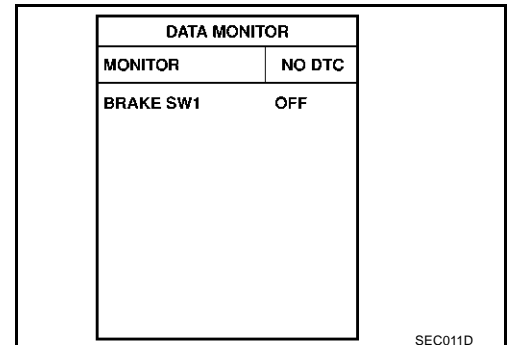 DATA MONITOR
MONITOR NO DTC
BRAKE SW1 OFF
SEC011D